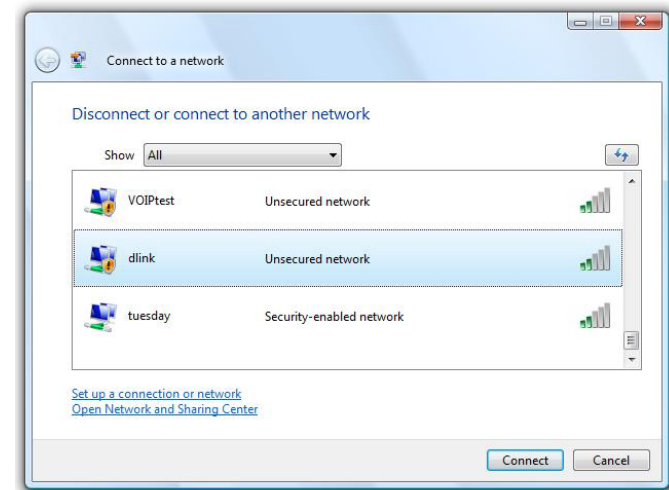 Connect to a network
Disconnect or connect to another network
Show All
VOIPtest Unsecured network
dlink Unsecured network
tuesday Security-enabled network
Set up a connection or network
Open Network and Sharing Center
Connect Cancel